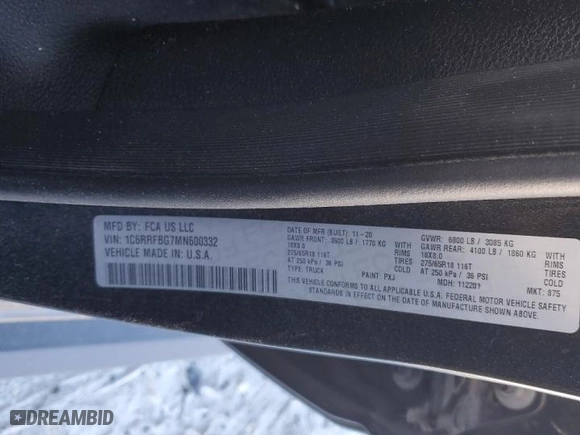 MFD BY: FCA US LLC
VIN: 1C6RRFBG7MN600332
VEHICLE MADE IN: U.S.A.
DATE OF MFR (BUILT): 11-20
GVWR: 6800 LB / 3085 KG
GAWR FRONT: 3900 LB / 1770 KG WITH
GAWR REAR: 4100 LB / 1860 KG WITH
18X8.0 RIMS
18X8.0 RIMS
275/65R18 116T TIRES
275/65R18 116T TIRES
AT 250 kPa / 36 PSI COLD
AT 250 kPa / 36 PSI COLD
TYPE: TRUCK PAINT: PXJ MDH: MKT: 875
THIS VEHICLE CONFORMS TO ALL APPLICABLE U.S.A. FEDERAL MOTOR VEHICLE SAFETY
STANDARDS IN EFFECT ON THE DATE OF MANUFACTURE SHOWN ABOVE.
DREAMBID